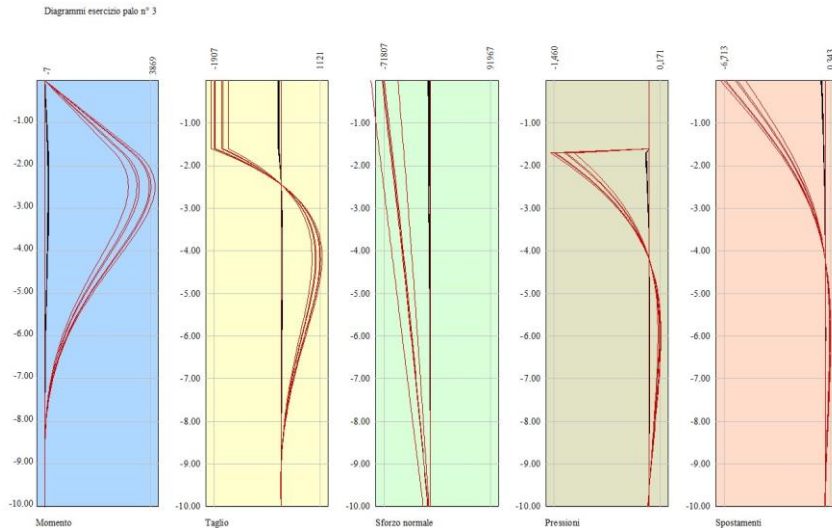 Diagrammi esercizio palo n° 3
-7 3869
-1907 1121
-71807 91967
-1,460 0,171
-6,713 0,343
-1.00 -1.00 -1.00 -1.00 -1.00
-2.00 -2.00 -2.00 -2.00 -2.00
-3.00 -3.00 -3.00 -3.00 -3.00
-4.00 -4.00 -4.00 -4.00 -4.00
-5.00 -5.00 -5.00 -5.00 -5.00
-6.00 -6.00 -6.00 -6.00 -6.00
-7.00 -7.00 -7.00 -7.00 -7.00
-8.00 -8.00 -8.00 -8.00 -8.00
-9.00 -9.00 -9.00 -9.00 -9.00
-10.00 -10.00 -10.00 -10.00 -10.00
Momento Taglio Sforzo normale Pressioni Spostamenti